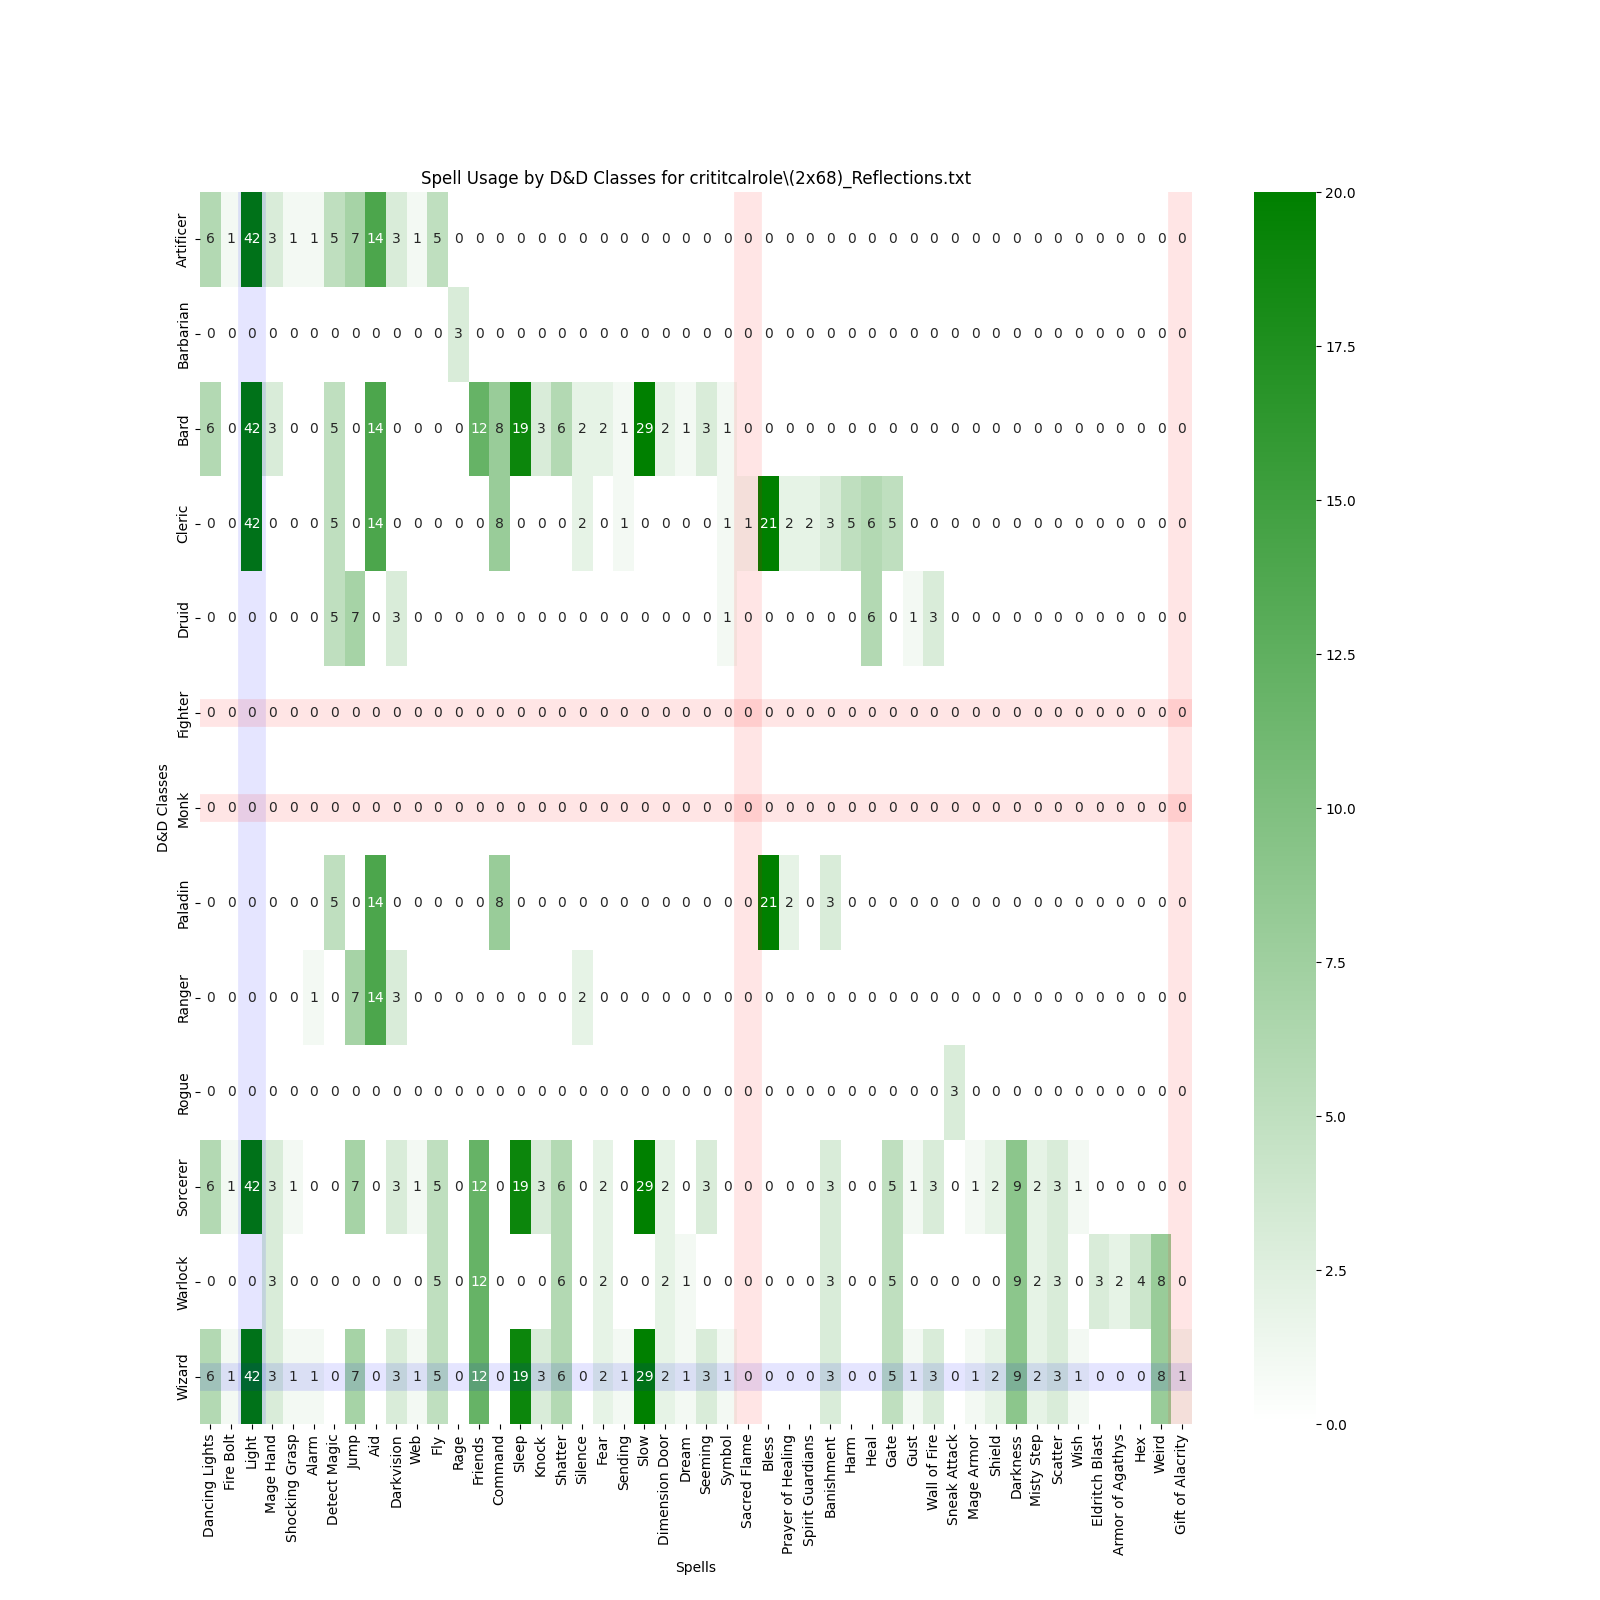 Spell Usage by D&D Classes for crititcalrole\(2x68)_Reflections.txt
D&D Classes
Artificer 6 1 42 3 1 1 5 7 14 3 1 5 0 0 0 0 0 0 0 0 0 0 0 0 0 0 0 0 0 0 0 0 0 0 0 0 0 0 0 0 0 0 0 0 0 0 0 0
Barbarian 0 0 0 0 0 0 0 0 0 0 0 0 3 0 0 0 0 0 0 0 0 0 0 0 0 0 0 0 0 0 0 0 0 0 0 0 0 0 0 0 0 0 0 0 0 0 0 0
Bard 6 0 42 3 0 0 5 0 14 0 0 0 0 12 8 19 3 6 2 2 1 29 2 1 3 1 0 0 0 0 0 0 0 0 0 0 0 0 0 0 0 0 0 0 0 0 0 0
Cleric 0 0 42 0 0 0 5 0 14 0 0 0 0 0 8 0 0 0 2 0 1 0 0 0 0 1 1 21 2 2 3 5 6 5 0 0 0 0 0 0 0 0 0 0 0 0 0 0
Druid 0 0 0 0 0 0 5 7 0 3 0 0 0 0 0 0 0 0 0 0 0 0 0 0 0 1 0 0 0 0 0 0 6 0 1 3 0 0 0 0 0 0 0 0 0 0 0 0
Fighter 0 0 0 0 0 0 0 0 0 0 0 0 0 0 0 0 0 0 0 0 0 0 0 0 0 0 0 0 0 0 0 0 0 0 0 0 0 0 0 0 0 0 0 0 0 0 0 0
Monk 0 0 0 0 0 0 0 0 0 0 0 0 0 0 0 0 0 0 0 0 0 0 0 0 0 0 0 0 0 0 0 0 0 0 0 0 0 0 0 0 0 0 0 0 0 0 0 0
Paladin 0 0 0 0 0 0 5 0 14 0 0 0 0 0 8 0 0 0 0 0 0 0 0 0 0 0 0 21 2 0 3 0 0 0 0 0 0 0 0 0 0 0 0 0 0 0 0 0
Ranger 0 0 0 0 0 1 0 7 14 3 0 0 0 0 0 0 0 0 2 0 0 0 0 0 0 0 0 0 0 0 0 0 0 0 0 0 0 0 0 0 0 0 0 0 0 0 0 0
Rogue 0 0 0 0 0 0 0 0 0 0 0 0 0 0 0 0 0 0 0 0 0 0 0 0 0 0 0 0 0 0 0 0 0 0 0 0 3 0 0 0 0 0 0 0 0 0 0 0
Sorcerer 6 1 42 3 1 0 0 7 0 3 1 5 0 12 0 19 3 6 0 2 0 29 2 0 3 0 0 0 0 0 3 0 0 5 1 3 0 1 2 9 2 3 1 0 0 0 0 0
Warlock 0 0 0 3 0 0 0 0 0 0 0 5 0 12 0 0 0 6 0 2 0 0 2 1 0 0 0 0 0 0 3 0 0 5 0 0 0 0 0 9 2 3 0 3 2 4 8 0
Wizard 6 1 42 3 1 1 0 7 0 3 1 5 0 12 0 19 3 6 0 2 1 29 2 1 3 1 0 0 0 0 3 0 0 5 1 3 0 1 2 9 2 3 1 0 0 0 8 1
Dancing Lights
Fire Bolt
Light
Mage Hand
Shocking Grasp
Alarm
Detect Magic
Jump
Aid
Darkvision
Web
Fly
Rage
Friends
Command
Sleep
Knock
Shatter
Silence
Fear
Sending
Slow
Dimension Door
Dream
Seeming
Symbol
Sacred Flame
Bless
Prayer of Healing
Spirit Guardians
Banishment
Harm
Heal
Gate
Gust
Wall of Fire
Sneak Attack
Mage Armor
Shield
Darkness
Misty Step
Scatter
Wish
Eldritch Blast
Armor of Agathys
Hex
Weird
Gift of Alacrity
Spells
20.0
17.5
15.0
12.5
10.0
7.5
5.0
2.5
0.0